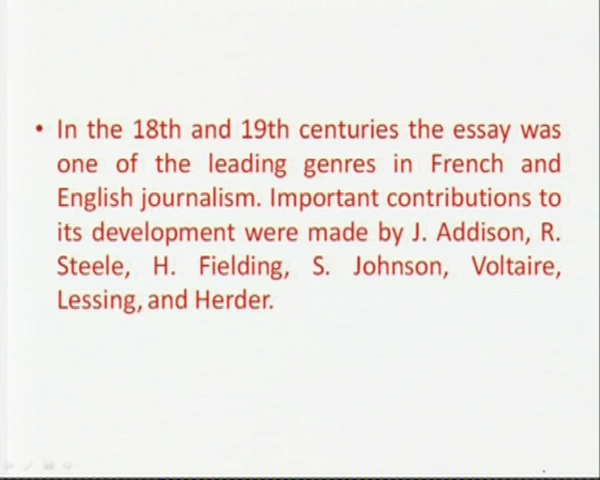 • In the 18th and 19th centuries the essay was
one of the leading genres in French and
English journalism. Important contributions to
its development were made by J. Addison, R.
Steele, H. Fielding, S. Johnson, Voltaire,
Lessing, and Herder.